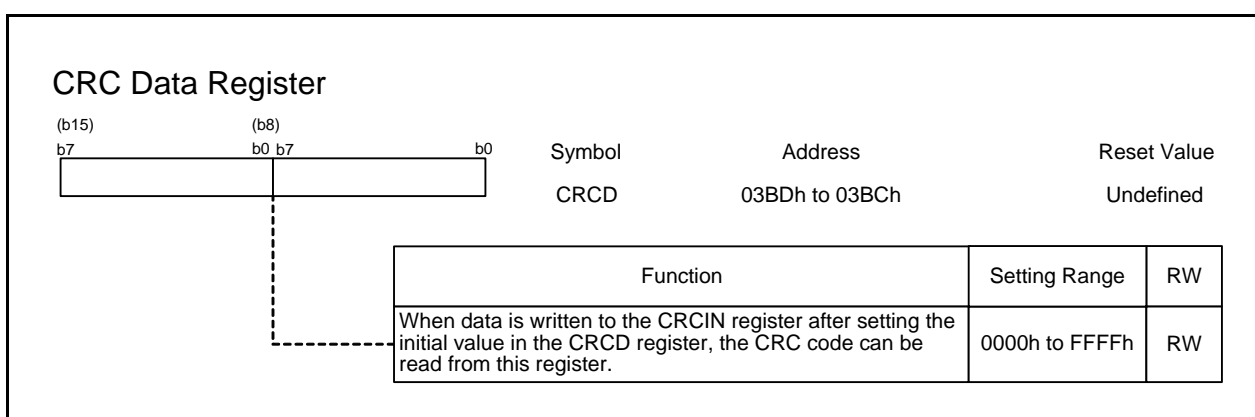 CRC Data Register
(b15) (b8)
b7 b0 b7 b0 Symbol Address Reset Value
CRCD 03BDh to 03BCh Undefined
Function Setting Range RW
When data is written to the CRCIN register after setting the
initial value in the CRCD register, the CRC code can be
read from this register.
0000h to FFFFh RW